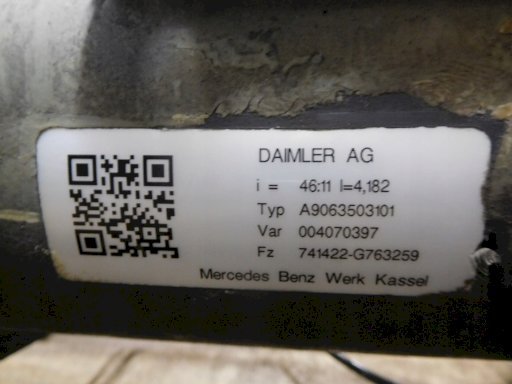 DAIMLER AG
i = 46:11 I=4,182
Typ A9063503101
Var 004070397
Fz 741422-G763259
Mercedes Benz Werk Kassel